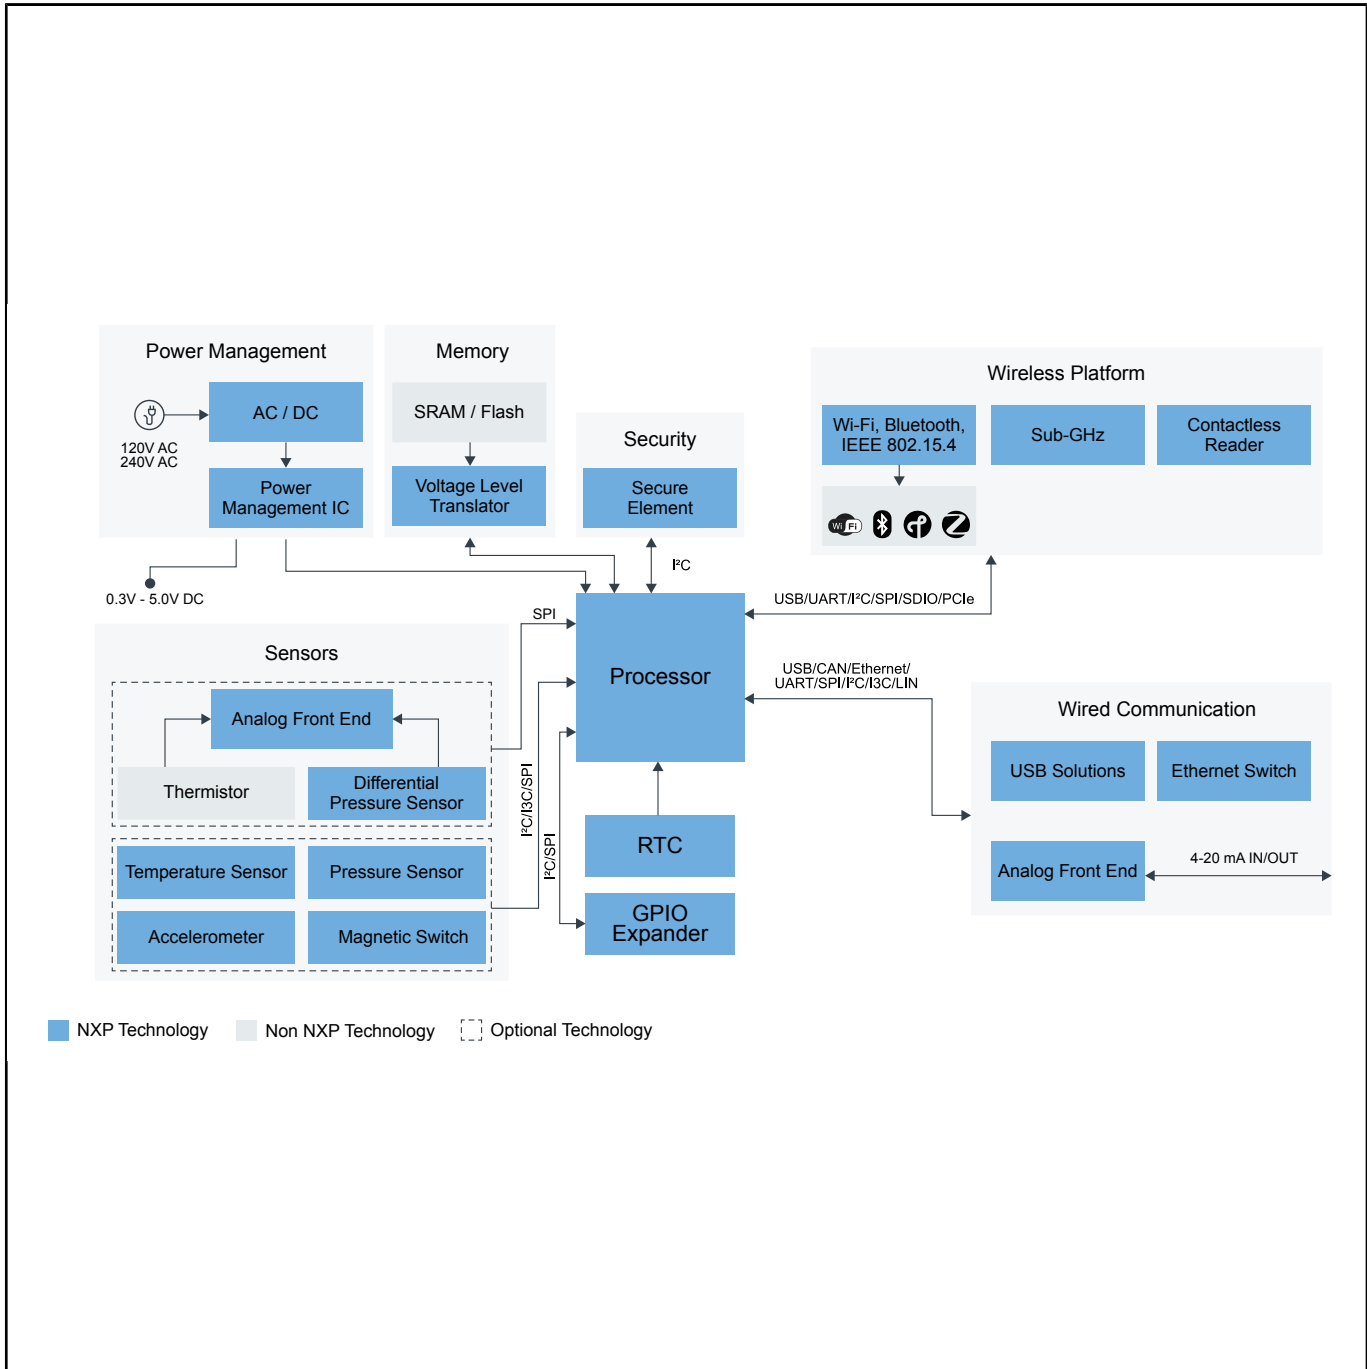 Power Management
AC / DC
120V AC
240V AC
Power
Management IC
0.3V - 5.0V DC
Memory
SRAM / Flash
Voltage Level
Translator
Security
Secure
Element
I²C
Wireless Platform
Wi-Fi, Bluetooth,
IEEE 802.15.4
Sub-GHz
Contactless
Reader
Wi Fi
USB/UART/I²C/SPI/SDIO/PCIe
SPI
Processor
USB/CAN/Ethernet/
UART/SPI/I²C/I3C/LIN
Sensors
Analog Front End
Thermistor
Differential
Pressure Sensor
Temperature Sensor
Pressure Sensor
Accelerometer
Magnetic Switch
I²C/I3C/SPI
I²C/SPI
RTC
GPIO
Expander
Wired Communication
USB Solutions
Ethernet Switch
Analog Front End
4-20 mA IN/OUT
NXP Technology
Non NXP Technology
Optional Technology